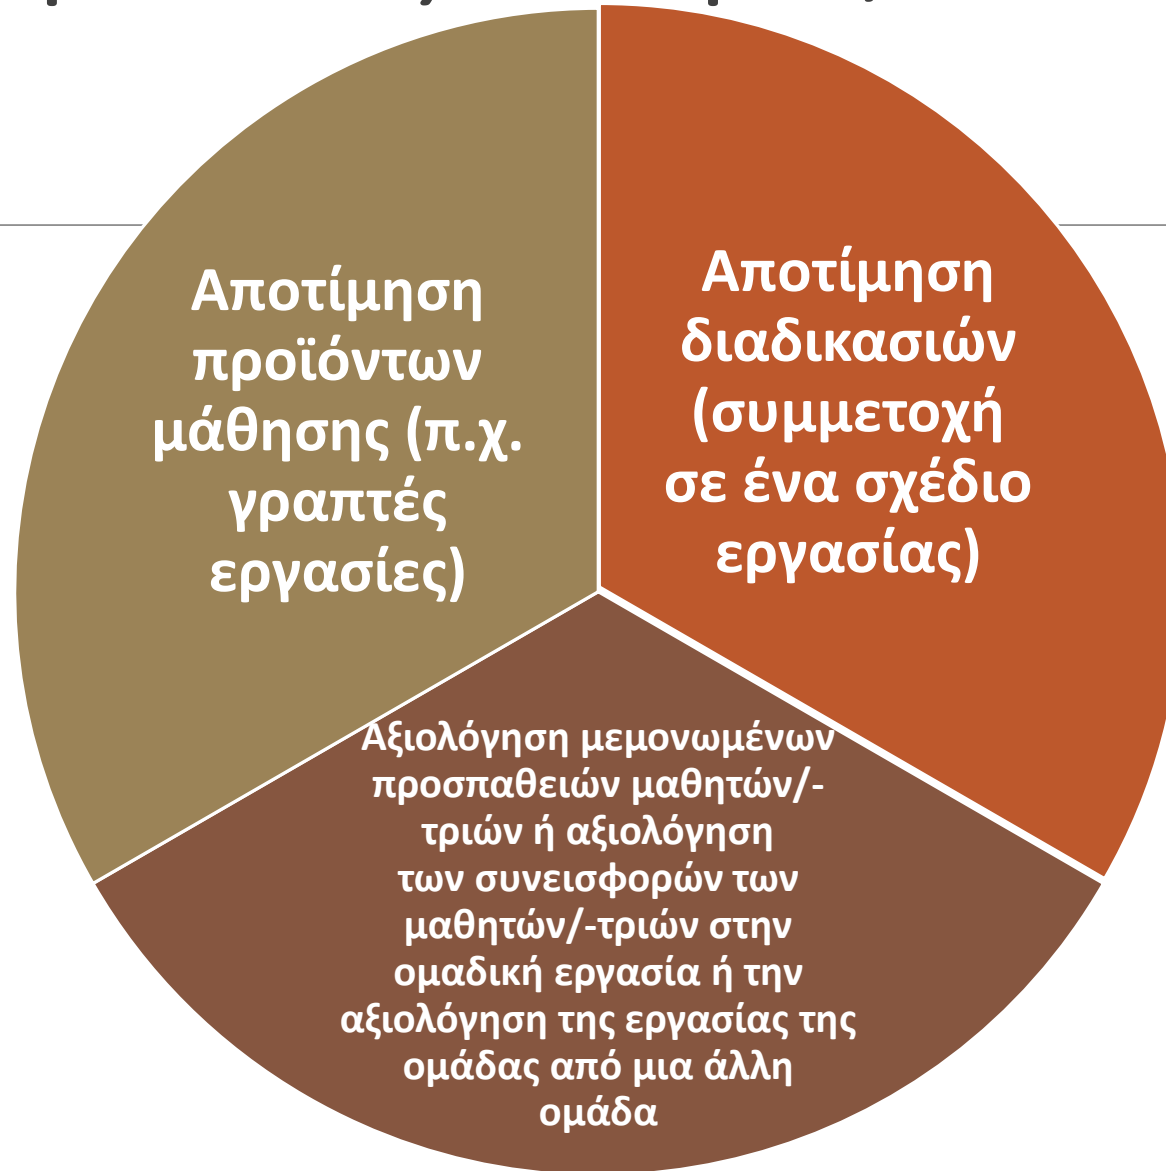 Αποτίμηση
προϊόντων
μάθησης (π.χ.
γραπτές
εργασίες)
Αποτίμηση
διαδικασιών
(συμμετοχή
σε ένα σχέδιο
εργασίας)
Αξιολόγηση μεμονωμένων
προσπαθειών μαθητών/-
τριών ή αξιολόγηση
των συνεισφορών των
μαθητών/-τριών στην
ομαδική εργασία ή την
αξιολόγηση της εργασίας της
ομάδας από μια άλλη
ομάδα